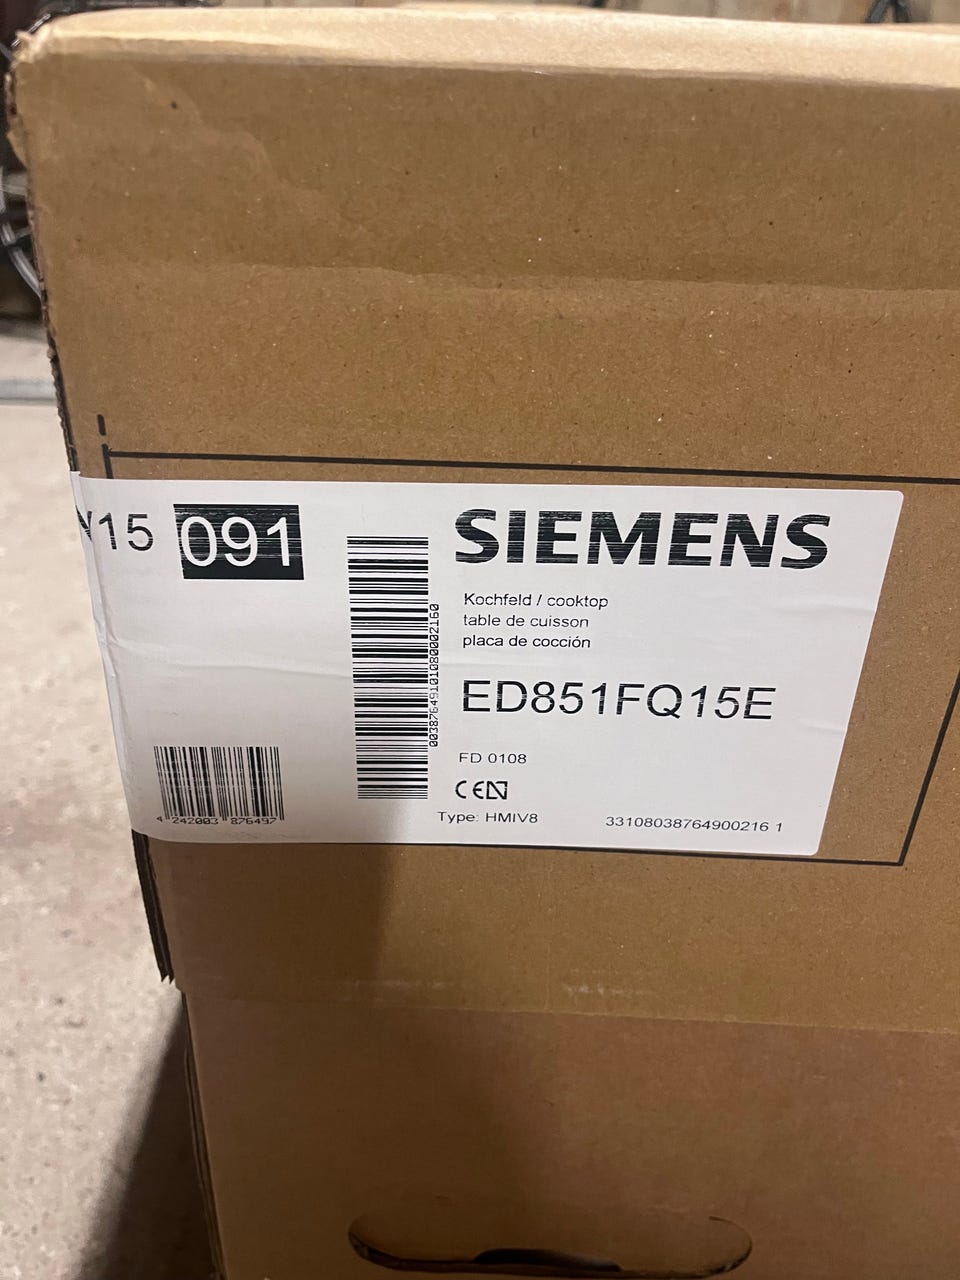 15 091
SIEMENS
Kochfeld / cooktop
table de cuisson
placa de cocción
ED851FQ15E
FD 0108
CE
Type: HMIV8
33108038764900216 1
4 242003 876497